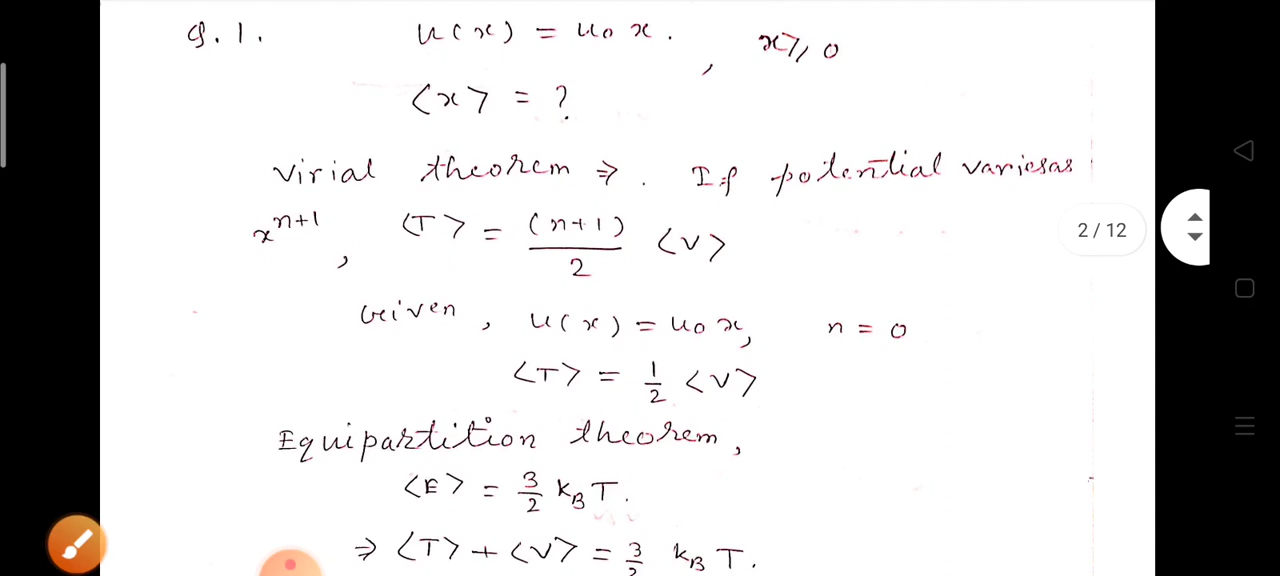 Q.1. u(x) = u₀ x. , x ⩾ 0
<x> = ?
Virial theorem ⇒. If potential varies as
xⁿ⁺¹, <T> = (n+1)/2 <V>
Given, u(x) = u₀ x, n = 0
<T> = 1/2 <V>
Equipartition theorem,
<E> = 3/2 K_B T.
⇒ <T> + <V> = 3/2 K_B T.
2 / 12